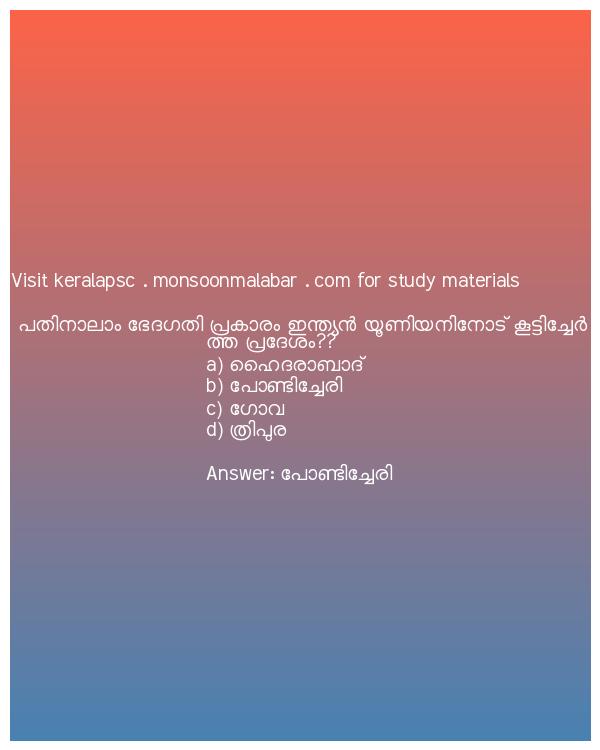 Visit keralapsc . monsoonmalabar . com for study materials
പതിനാലാം ഭേദഗതി പ്രകാരം ഇന്ത്യൻ യൂണിയനിനോട് കൂട്ടിച്ചേർ
ത്ത പ്രദേശം??
a) ഹൈദരാബാദ്
b) പോണ്ടിച്ചേരി
c) ഗോവ
d) ത്രിപുര
Answer: പോണ്ടിച്ചേരി